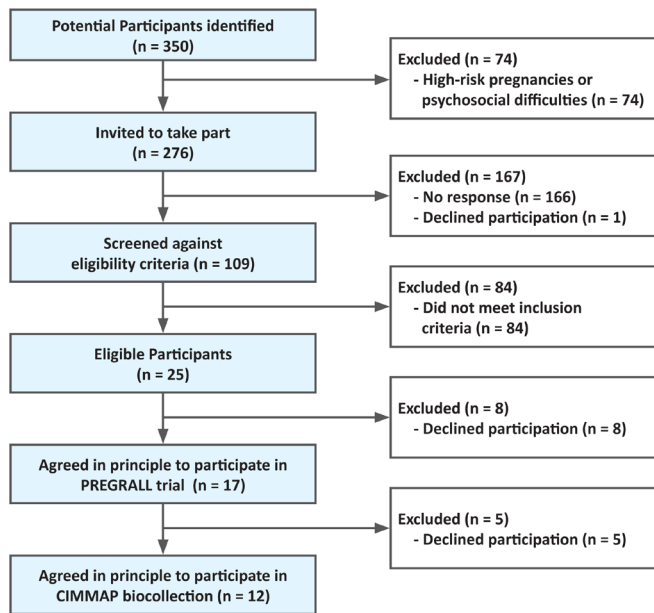 Potential Participants identified
(n = 350)
Excluded (n = 74)
- High-risk pregnancies or
psychosocial difficulties (n = 74)
Invited to take part
(n = 276)
Excluded (n = 167)
- No response (n = 166)
- Declined participation (n = 1)
Screened against
eligibility criteria (n = 109)
Excluded (n = 84)
- Did not meet inclusion
criteria (n = 84)
Eligible Participants
(n = 25)
Excluded (n = 8)
- Declined participation (n = 8)
Agreed in principle to participate in
PREGRALL trial (n = 17)
Excluded (n = 5)
- Declined participation (n = 5)
Agreed in principle to participate in
CIMMAP biocollection (n = 12)